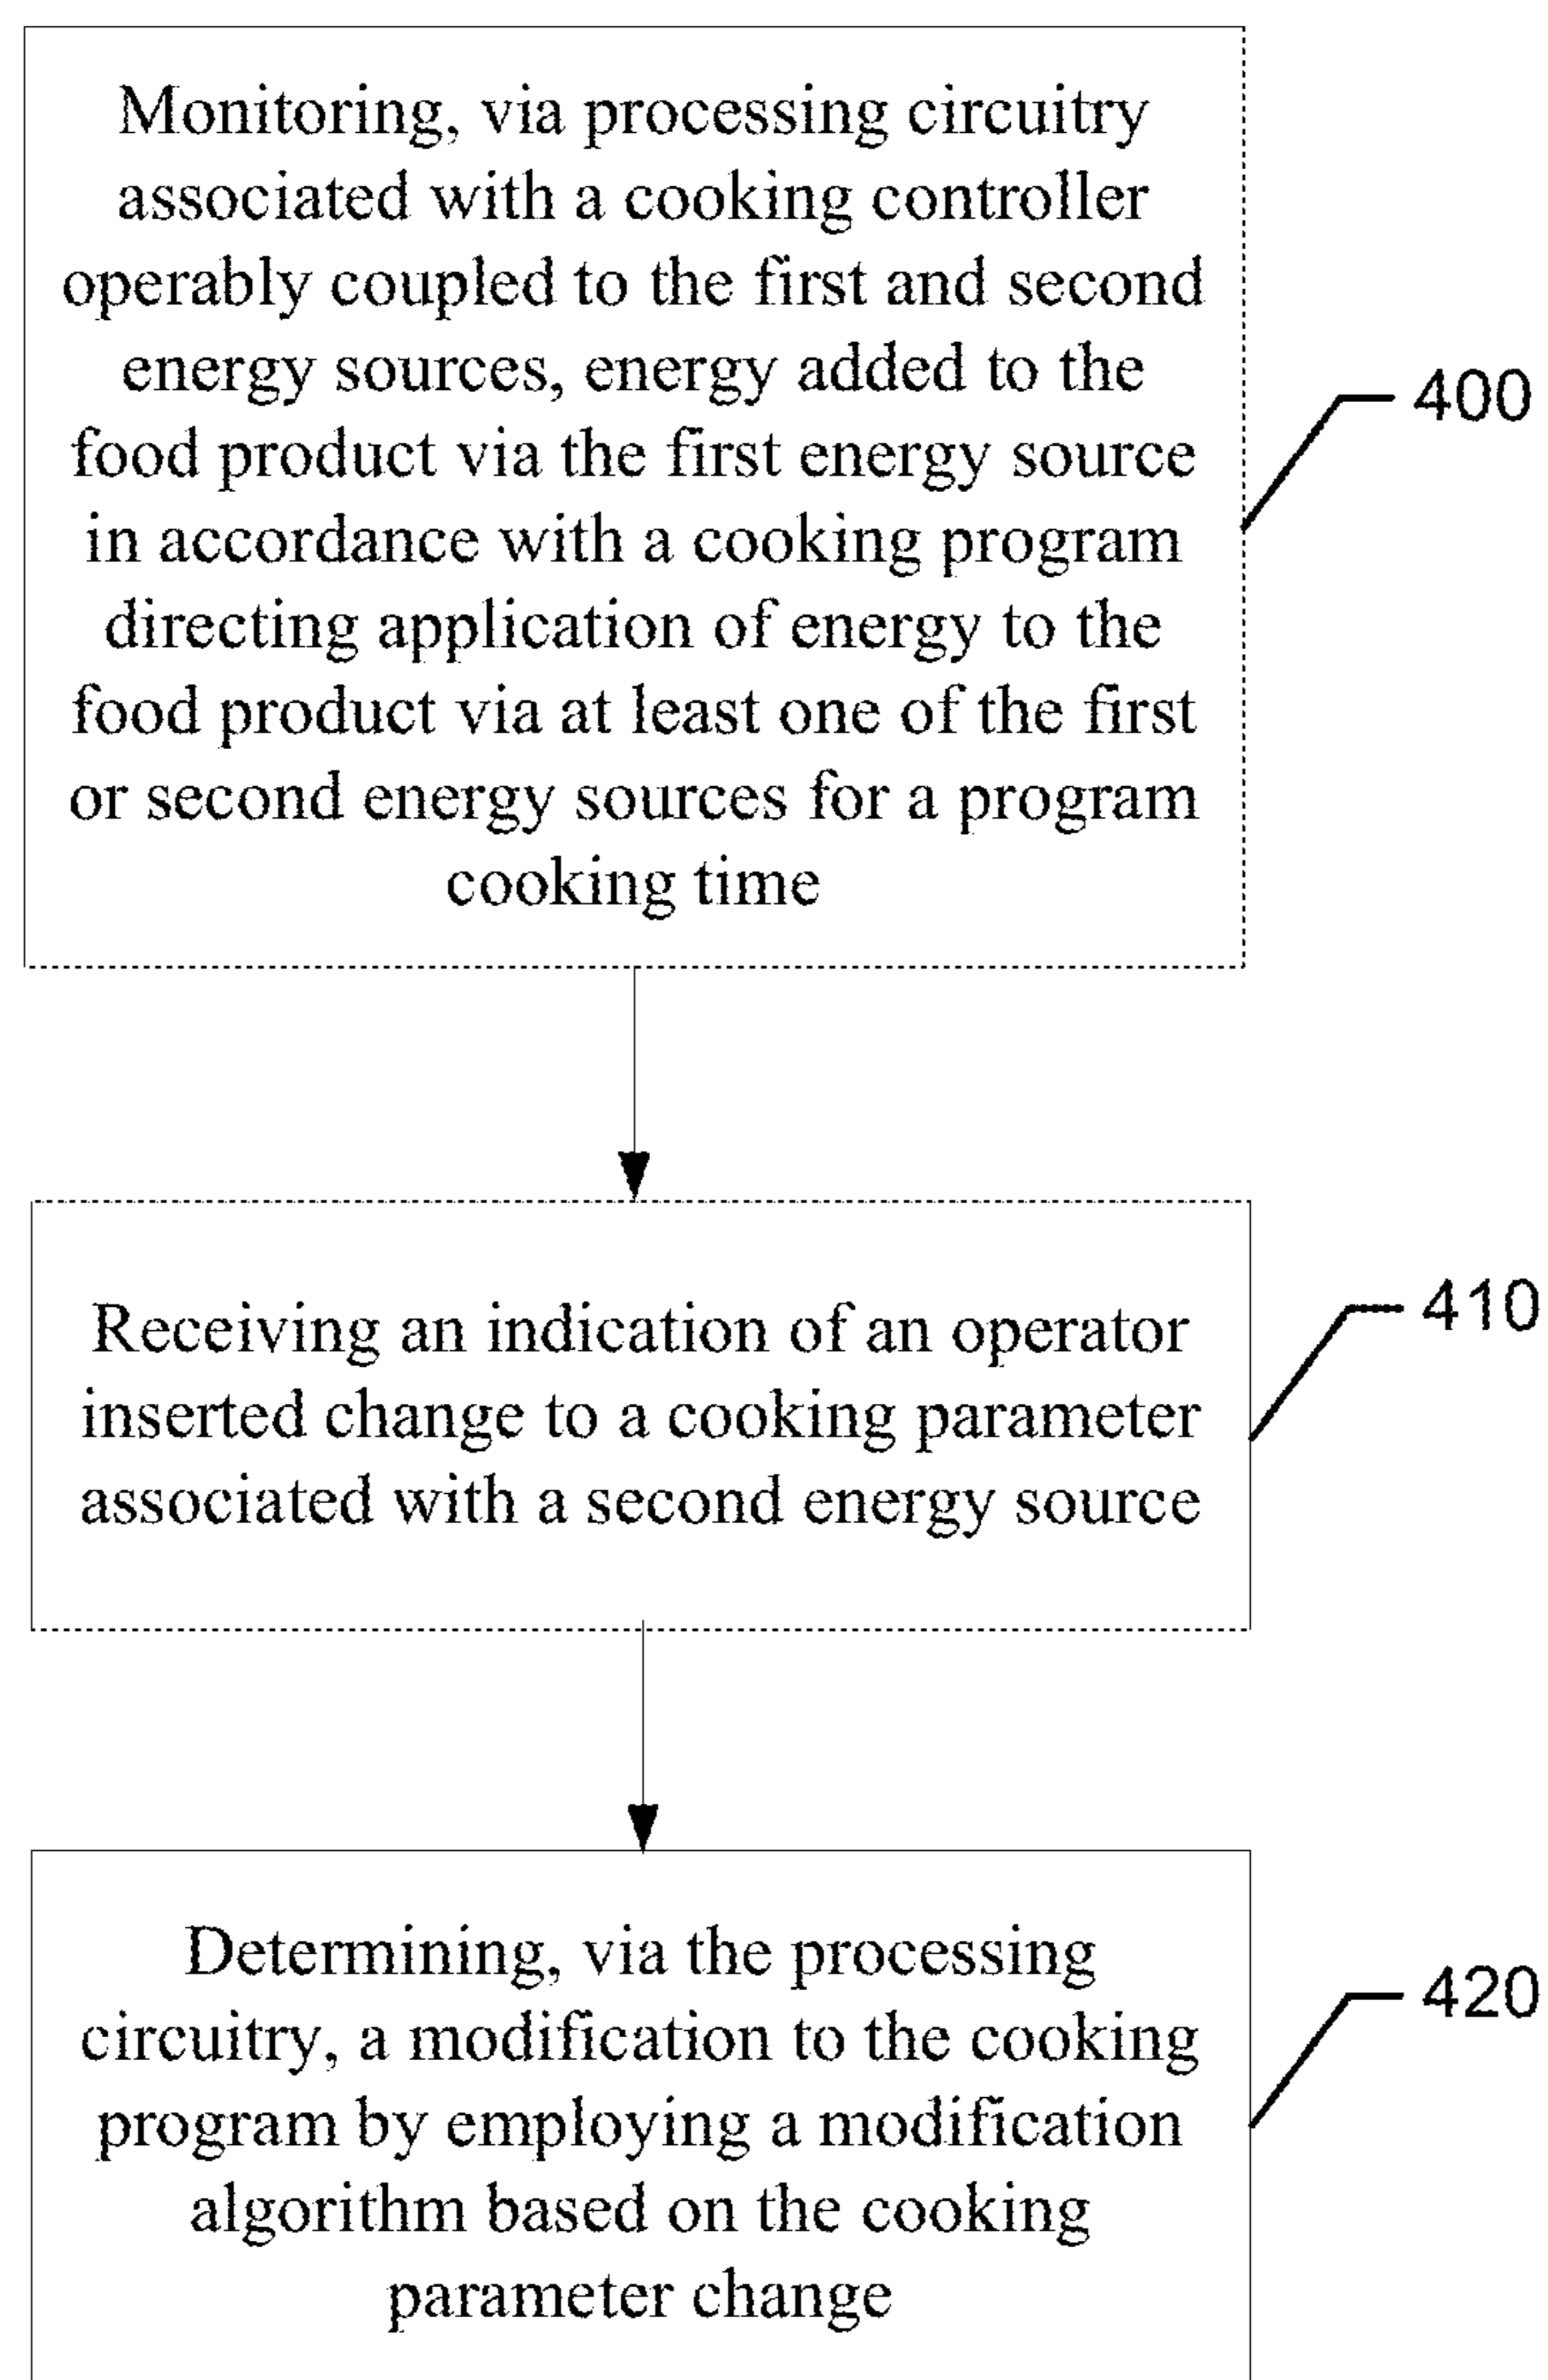 Monitoring, via processing circuitry
associated with a cooking controller
operably coupled to the first and second
energy sources, energy added to the
food product via the first energy source
in accordance with a cooking program
directing application of energy to the
food product via at least one of the first
or second energy sources for a program
cooking time
400
Receiving an indication of an operator
inserted change to a cooking parameter
associated with a second energy source
410
Determining, via the processing
circuitry, a modification to the cooking
program by employing a modification
algorithm based on the cooking
parameter change
420